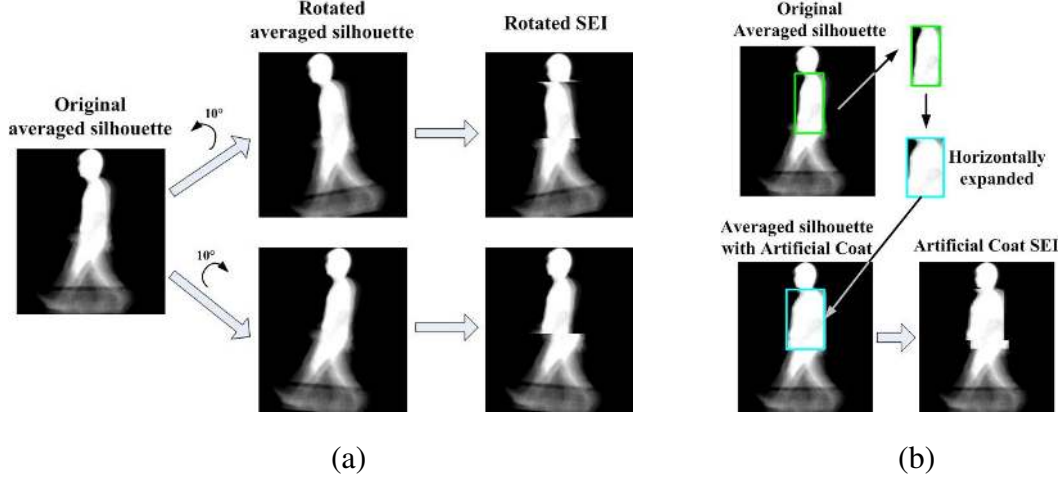 Original
averaged silhouette
10°
10°
Rotated
averaged silhouette
Rotated SEI
(a)
Original
Averaged silhouette
Horizontally
expanded
Averaged silhouette
with Artificial Coat
Artificial Coat SEI
(b)